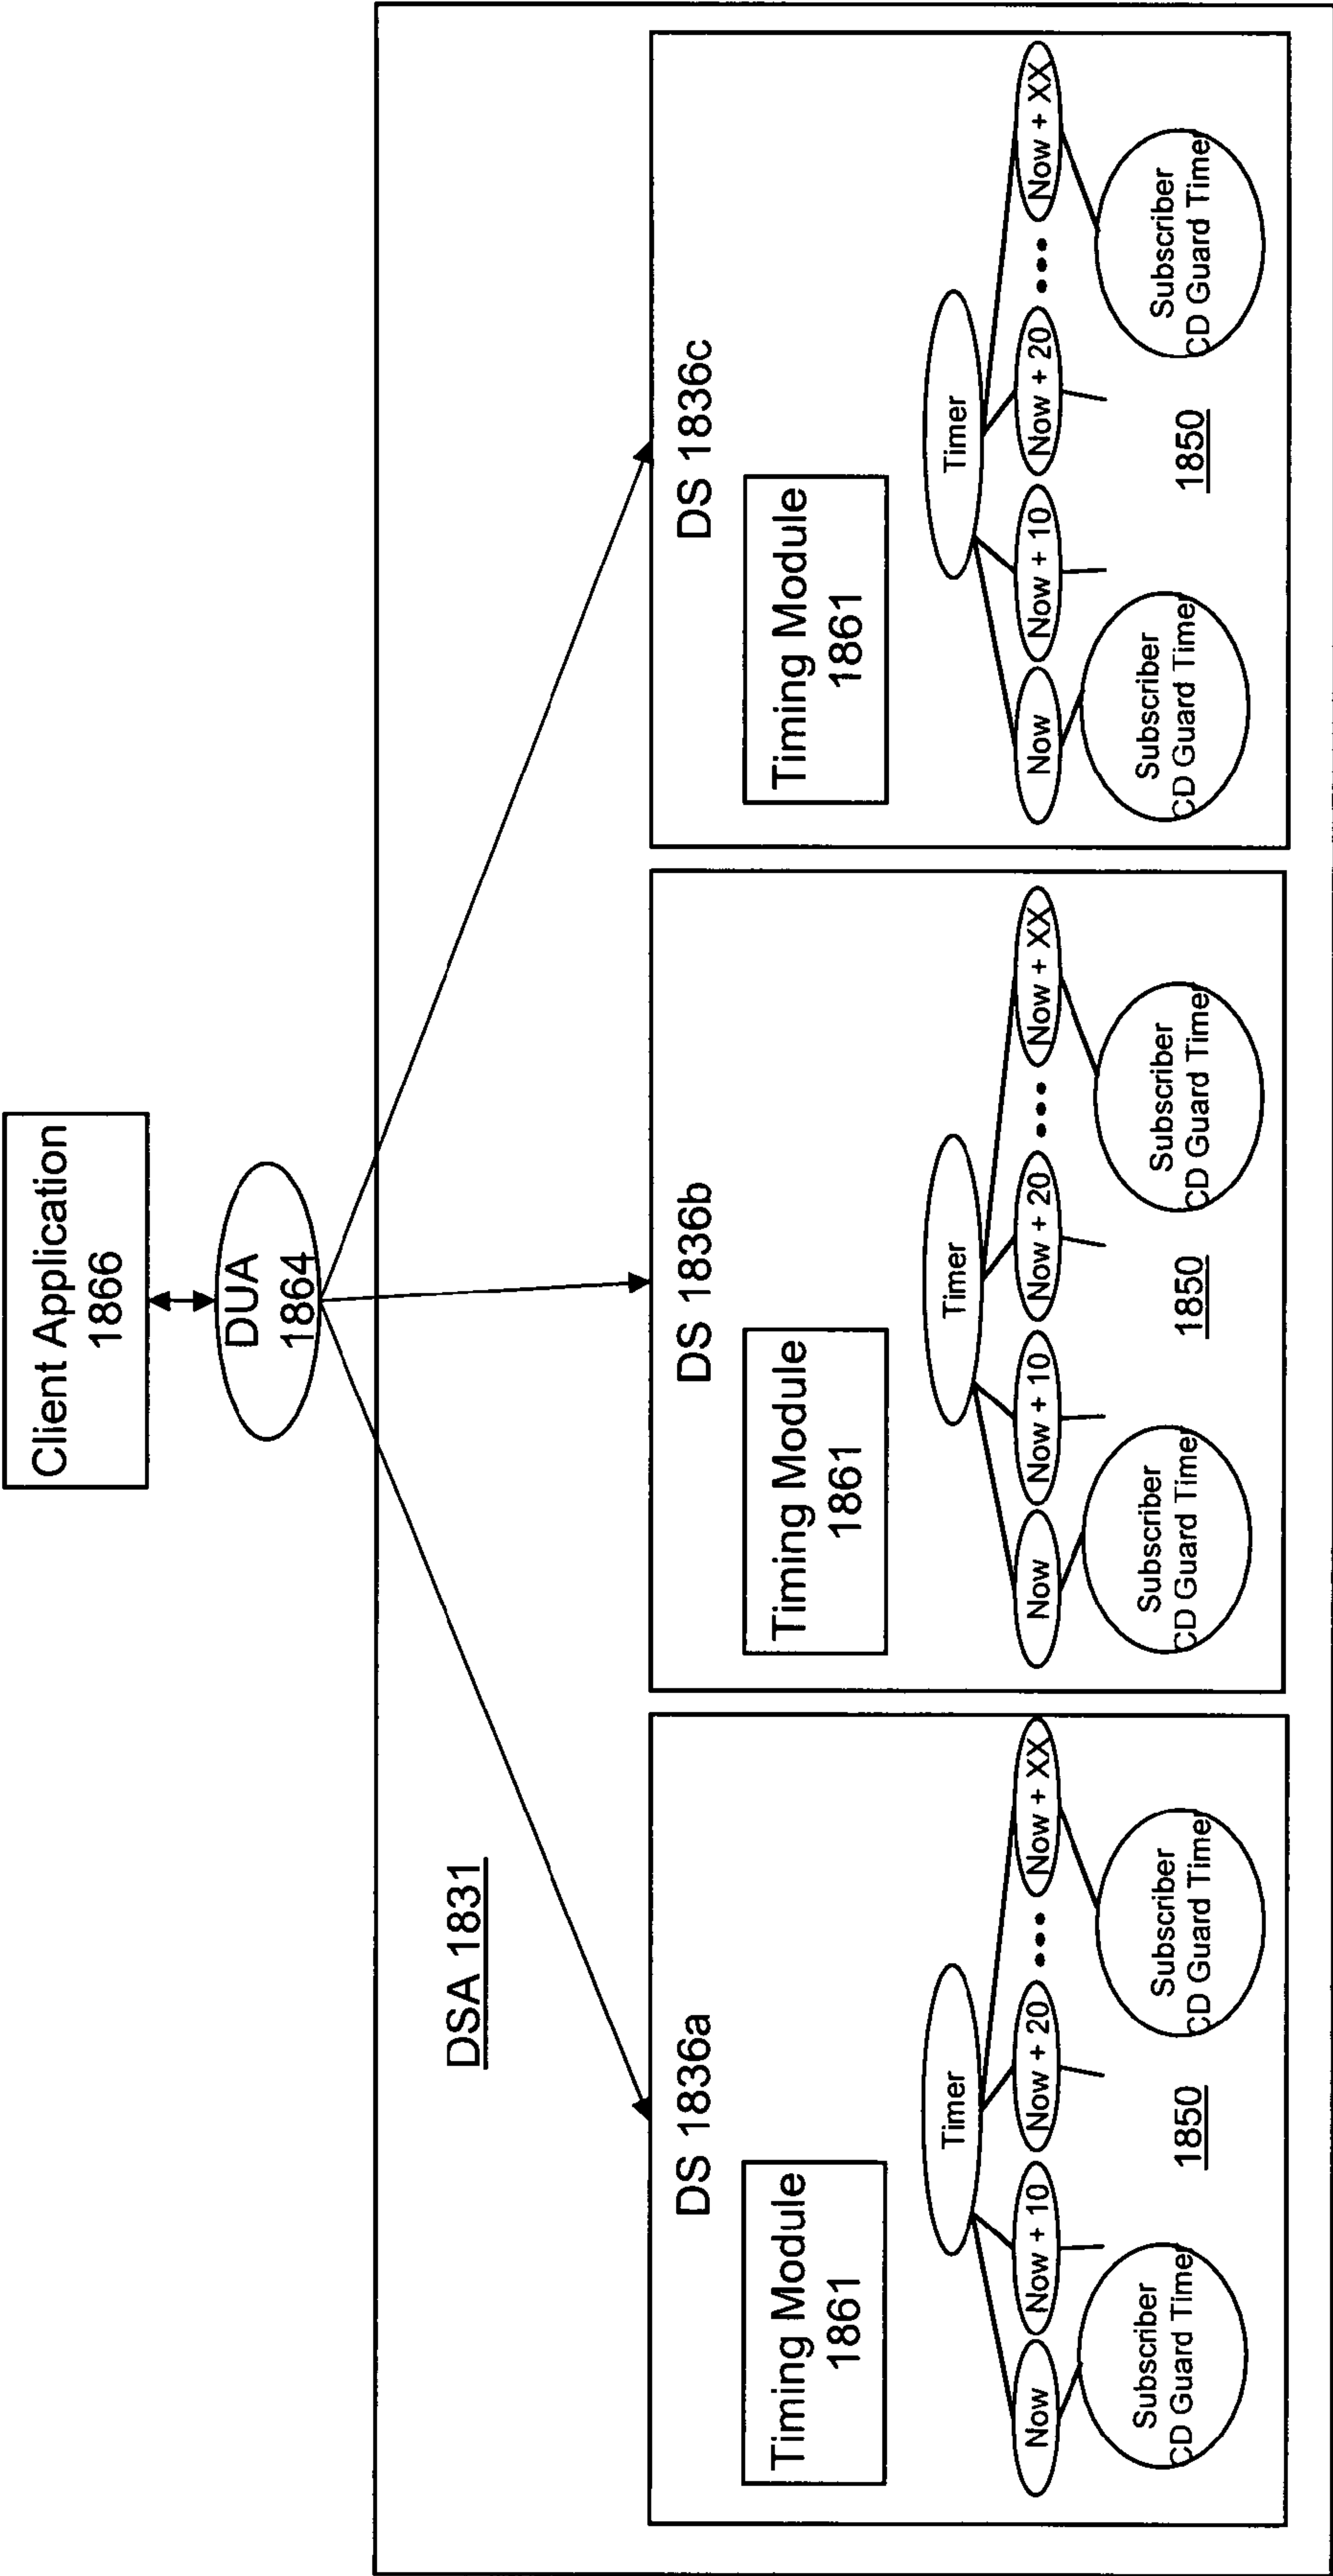 Client Application
1866
DUA
1864
DSA 1831
DS 1836a
Timing Module
1861
Timer
Now
Now + 10
Now + 20
Now + XX
Subscriber
CD Guard Timer
Subscriber
CD Guard Timer
1850
DS 1836b
Timing Module
1861
Timer
Now
Now + 10
Now + 20
Now + XX
Subscriber
CD Guard Timer
Subscriber
CD Guard Timer
1850
DS 1836c
Timing Module
1861
Timer
Now
Now + 10
Now + 20
Now + XX
Subscriber
CD Guard Timer
Subscriber
CD Guard Timer
1850